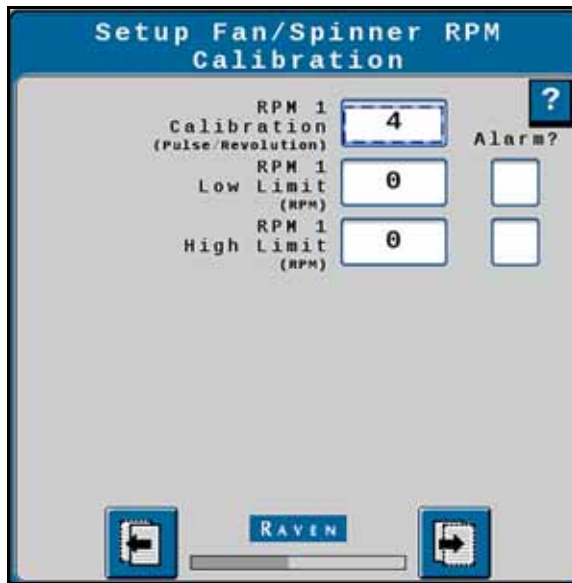 Setup Fan/Spinner RPM
Calibration
?
RPM 1
Calibration
(Pulse/Revolution)
4
Alarm?
RPM 1
Low Limit
(RPM)
0
RPM 1
High Limit
(RPM)
0
RAVEN